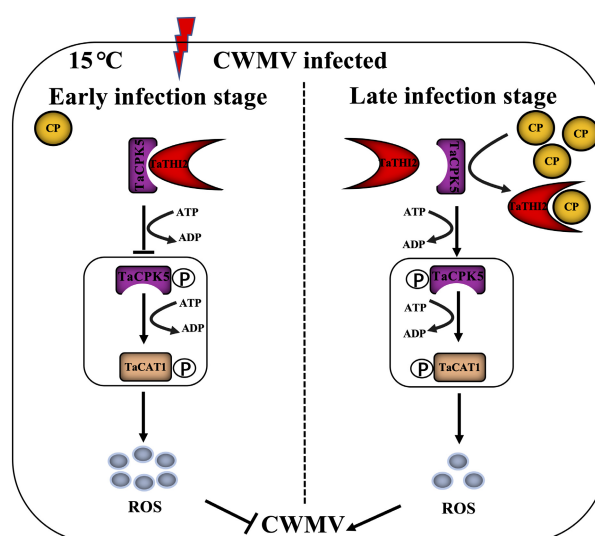 15℃ CWMV infected
Early infection stage
Late infection stage
CP
TaCPK5
TaTHI2
ATP
ADP
TaCPK5
P
ATP
ADP
TaCAT1
P
ROS
TaTHI2
TaCPK5
CP
CP
CP
TaTHI2
CP
ATP
ADP
P
TaCPK5
ATP
ADP
P
TaCAT1
ROS
CWMV